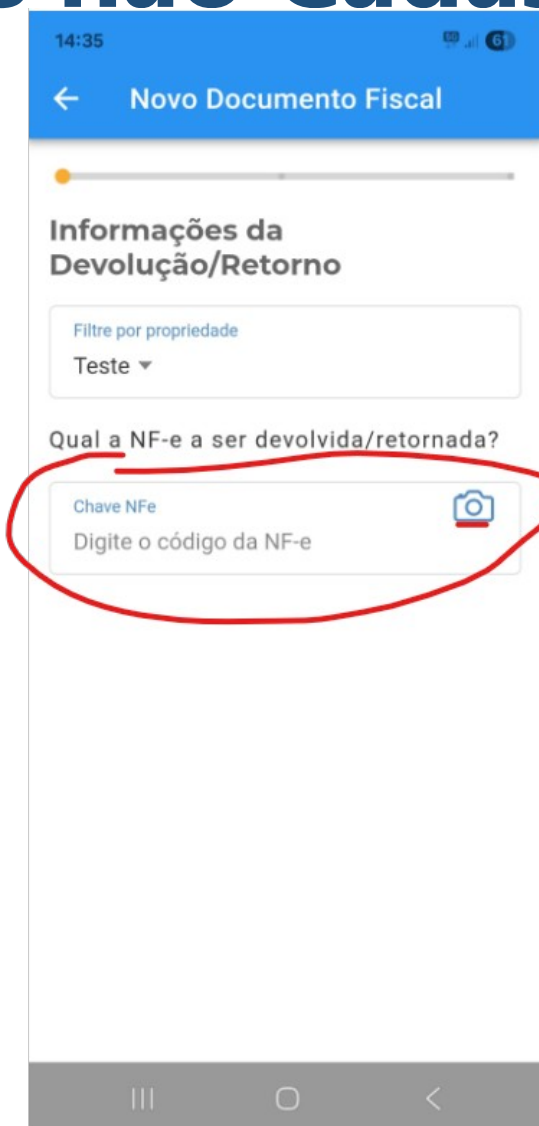 14:35
Novo Documento Fiscal
Informações da
Devolução/Retorno
Filtre por propriedade
Teste
Qual a NF-e a ser devolvida/retornada?
Chave NFe
Digite o código da NF-e